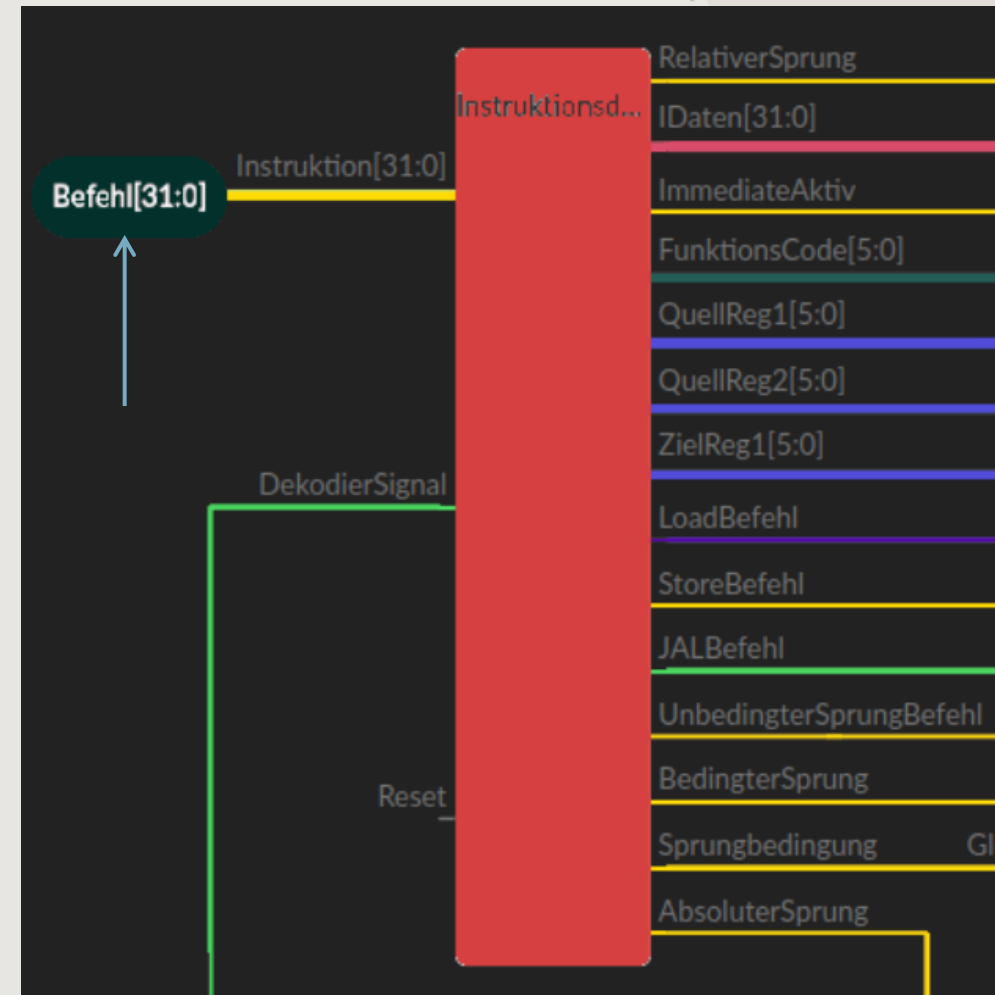 RelativerSprung
Instruktionsd...
IDaten[31:0]
Instruktion[31:0]
Befehl[31:0]
ImmediateAktiv
FunktionsCode[5:0]
QuellReg1[5:0]
QuellReg2[5:0]
ZielReg1[5:0]
DekodierSignal
LoadBefehl
StoreBefehl
JALBefehl
UnbedingterSprungBefehl
BedingterSprung
Reset
Sprungbedingung
Gl
AbsoluterSprung